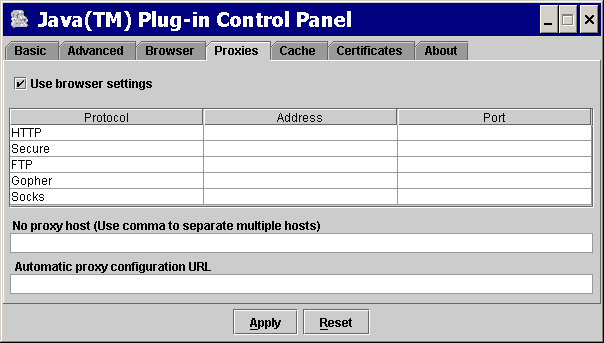 Java(TM) Plug-in Control Panel
Basic Advanced Browser Proxies Cache Certificates About
Use browser settings
Protocol Address Port
HTTP
Secure
FTP
Gopher
Socks
No proxy host (Use comma to separate multiple hosts)
Automatic proxy configuration URL
Apply Reset